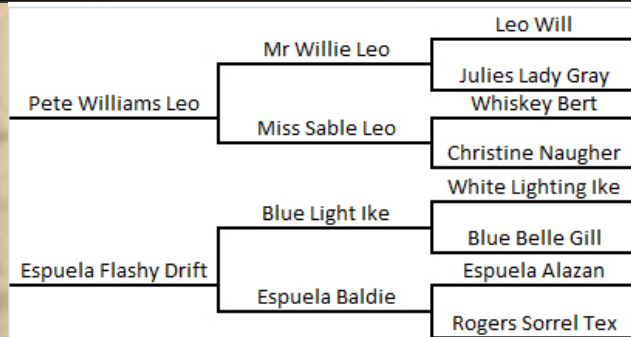 Leo Will
Mr Willie Leo
Julies Lady Gray
Pete Williams Leo
Whiskey Bert
Miss Sable Leo
Christine Naugher
White Lighting Ike
Blue Light Ike
Blue Belle Gill
Espuela Flashy Drift
Espuela Alazan
Espuela Baldie
Rogers Sorrel Tex